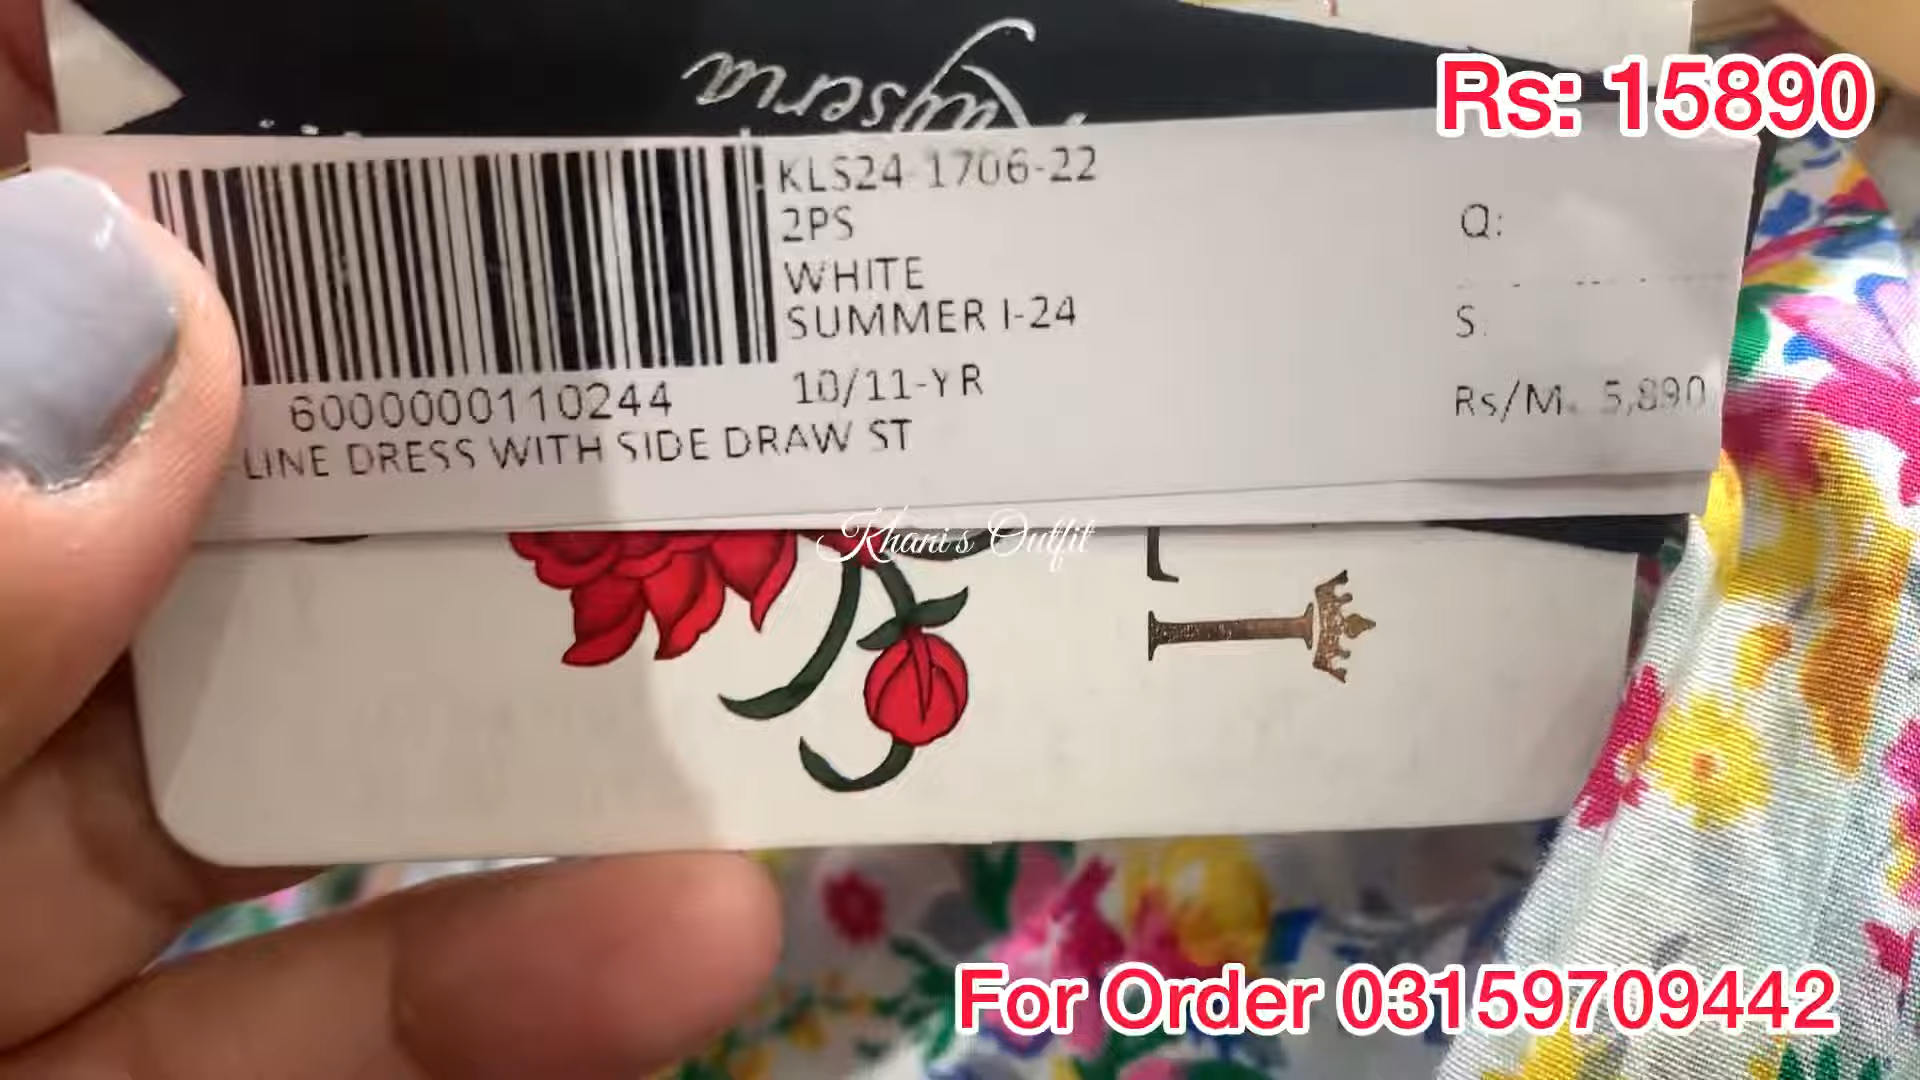 Rs: 15890
KLS24 1706-22
2PS
WHITE
SUMMER I-24
10/11-YR
6000000110244
LINE DRESS WITH SIDE DRAW ST
Q:
S:
Rs/M. 5,890
Khani's Outfit
For Order 03159709442